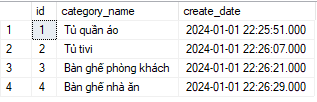 id category_name create_date
1 1 Tủ quần áo 2024-01-01 22:25:51.000
2 2 Tủ tivi 2024-01-01 22:26:07.000
3 3 Bàn ghế phòng khách 2024-01-01 22:26:21.000
4 4 Bàn ghế nhà ăn 2024-01-01 22:26:29.000